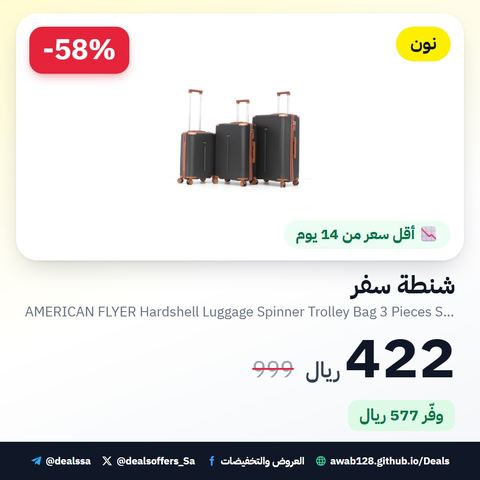 -58%
نون
أقل سعر من 14 يوم
شنطة سفر
AMERICAN FLYER Hardshell Luggage Spinner Trolley Bag 3 Pieces S...
422 ريال 999
وفّر 577 ريال
@dealssa @dealsoffers_Sa العروض والتخفيضات awab128.github.io/Deals